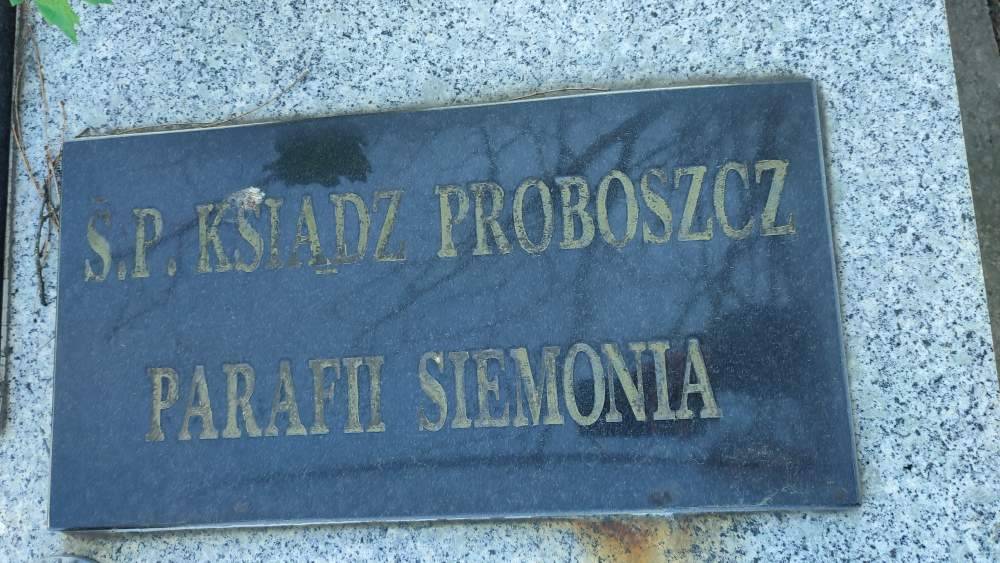 Ś.P. KSIĄDZ PROBOSZCZ
PARAFII SIEMONIA